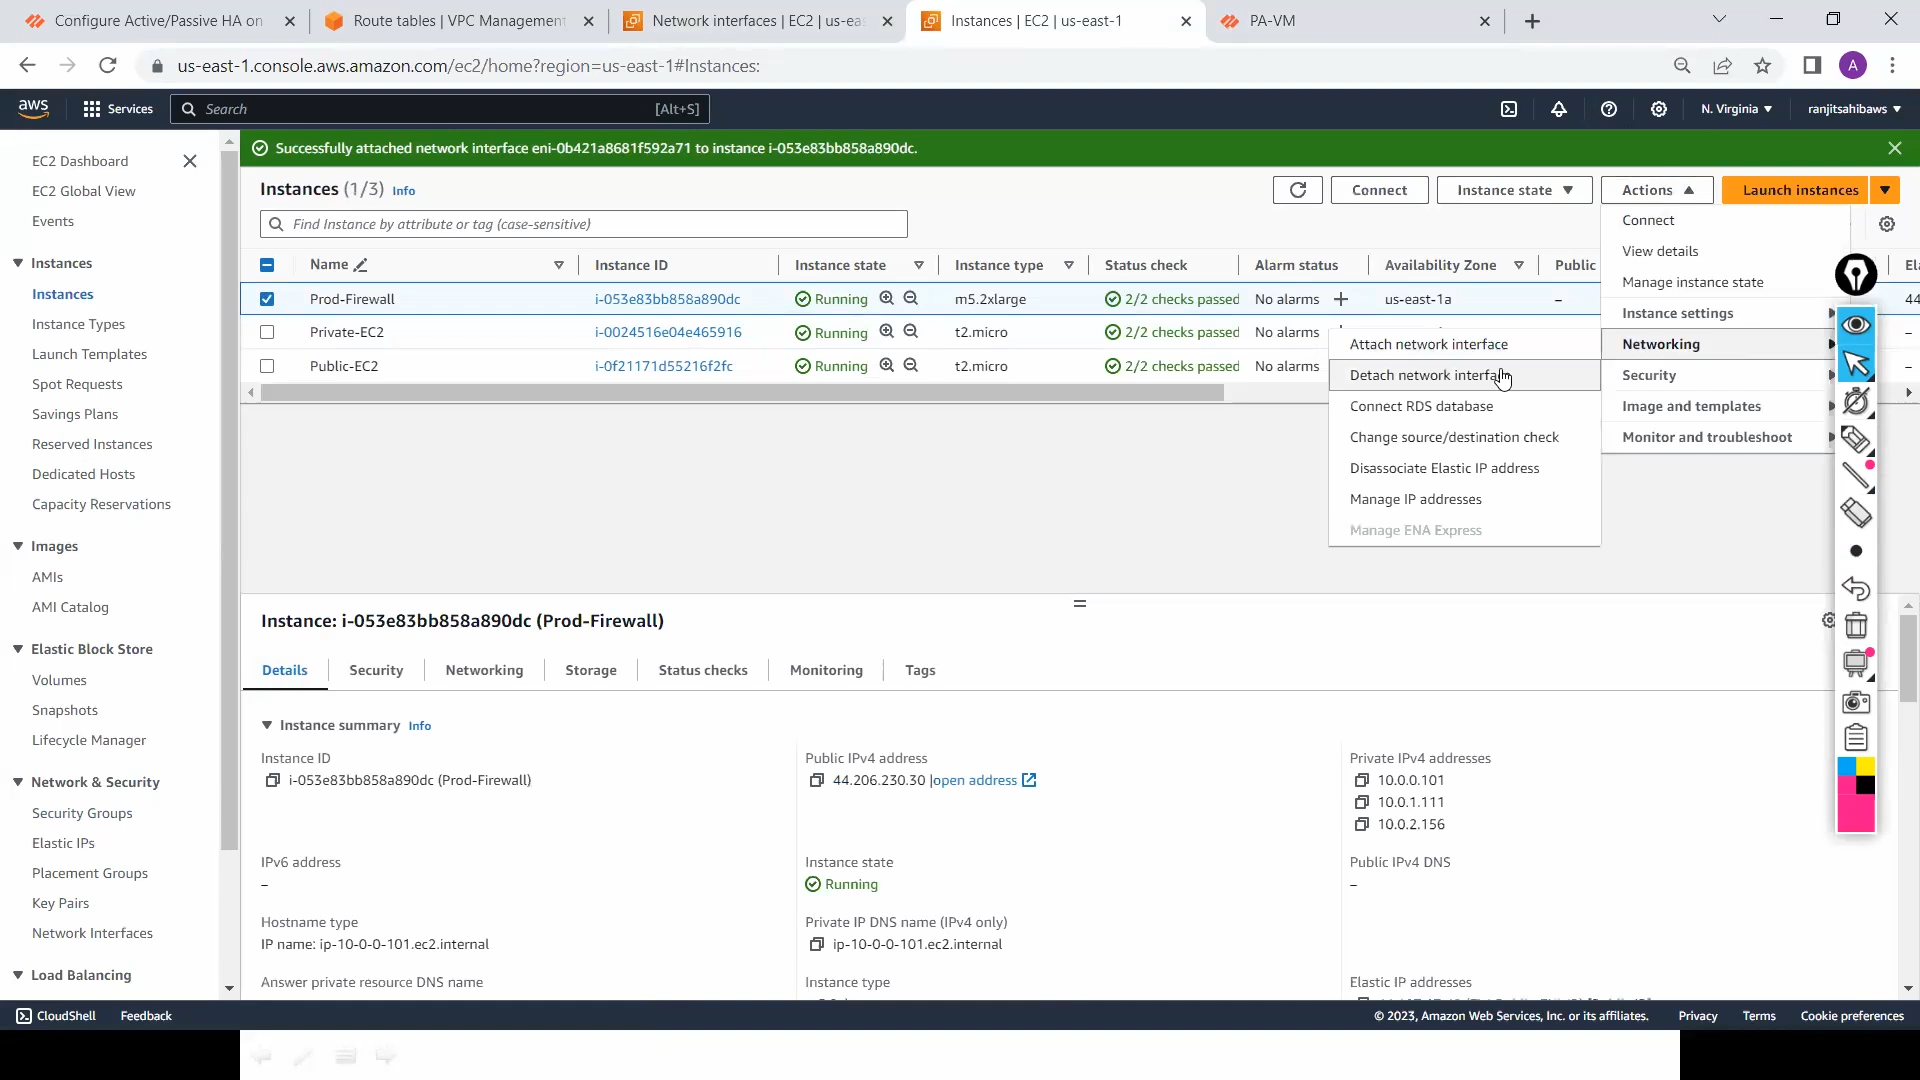 Configure Active/Passive HA on
Route tables | VPC Management
Network interfaces | EC2 | us-eas
Instances | EC2 | us-east-1
PA-VM
us-east-1.console.aws.amazon.com/ec2/home?region=us-east-1#Instances:
A
aws
Services
Search
[Alt+S]
N. Virginia
ranjitsahibaws
EC2 Dashboard
EC2 Global View
Events
Instances
Instances
Instance Types
Launch Templates
Spot Requests
Savings Plans
Reserved Instances
Dedicated Hosts
Capacity Reservations
Images
AMIs
AMI Catalog
Elastic Block Store
Volumes
Snapshots
Lifecycle Manager
Network & Security
Security Groups
Elastic IPs
Placement Groups
Key Pairs
Network Interfaces
Load Balancing
Successfully attached network interface eni-0b421a8681f592a71 to instance i-053e83bb858a890dc.
Instances (1/3) Info
Connect
Instance state
Actions
Launch instances
Find Instance by attribute or tag (case-sensitive)
Name Instance ID Instance state Instance type Status check Alarm status Availability Zone Public Ela
Prod-Firewall i-053e83bb858a890dc Running m5.2xlarge 2/2 checks passed No alarms + us-east-1a – 44
Private-EC2 i-0024516e04e465916 Running t2.micro 2/2 checks passed No alarms –
Public-EC2 i-0f21171d55216f2fc Running t2.micro 2/2 checks passed No alarms –
Connect
View details
Manage instance state
Instance settings
Networking
Security
Image and templates
Monitor and troubleshoot
Attach network interface
Detach network interface
Connect RDS database
Change source/destination check
Disassociate Elastic IP address
Manage IP addresses
Manage ENA Express
Instance: i-053e83bb858a890dc (Prod-Firewall)
Details Security Networking Storage Status checks Monitoring Tags
Instance summary Info
Instance ID
i-053e83bb858a890dc (Prod-Firewall)
Public IPv4 address
44.206.230.30 |open address
Private IPv4 addresses
10.0.0.101
10.0.1.111
10.0.2.156
IPv6 address
–
Instance state
Running
Public IPv4 DNS
–
Hostname type
IP name: ip-10-0-0-101.ec2.internal
Private IP DNS name (IPv4 only)
ip-10-0-0-101.ec2.internal
Answer private resource DNS name
Instance type
Elastic IP addresses
CloudShell
Feedback
© 2023, Amazon Web Services, Inc. or its affiliates.
Privacy
Terms
Cookie preferences